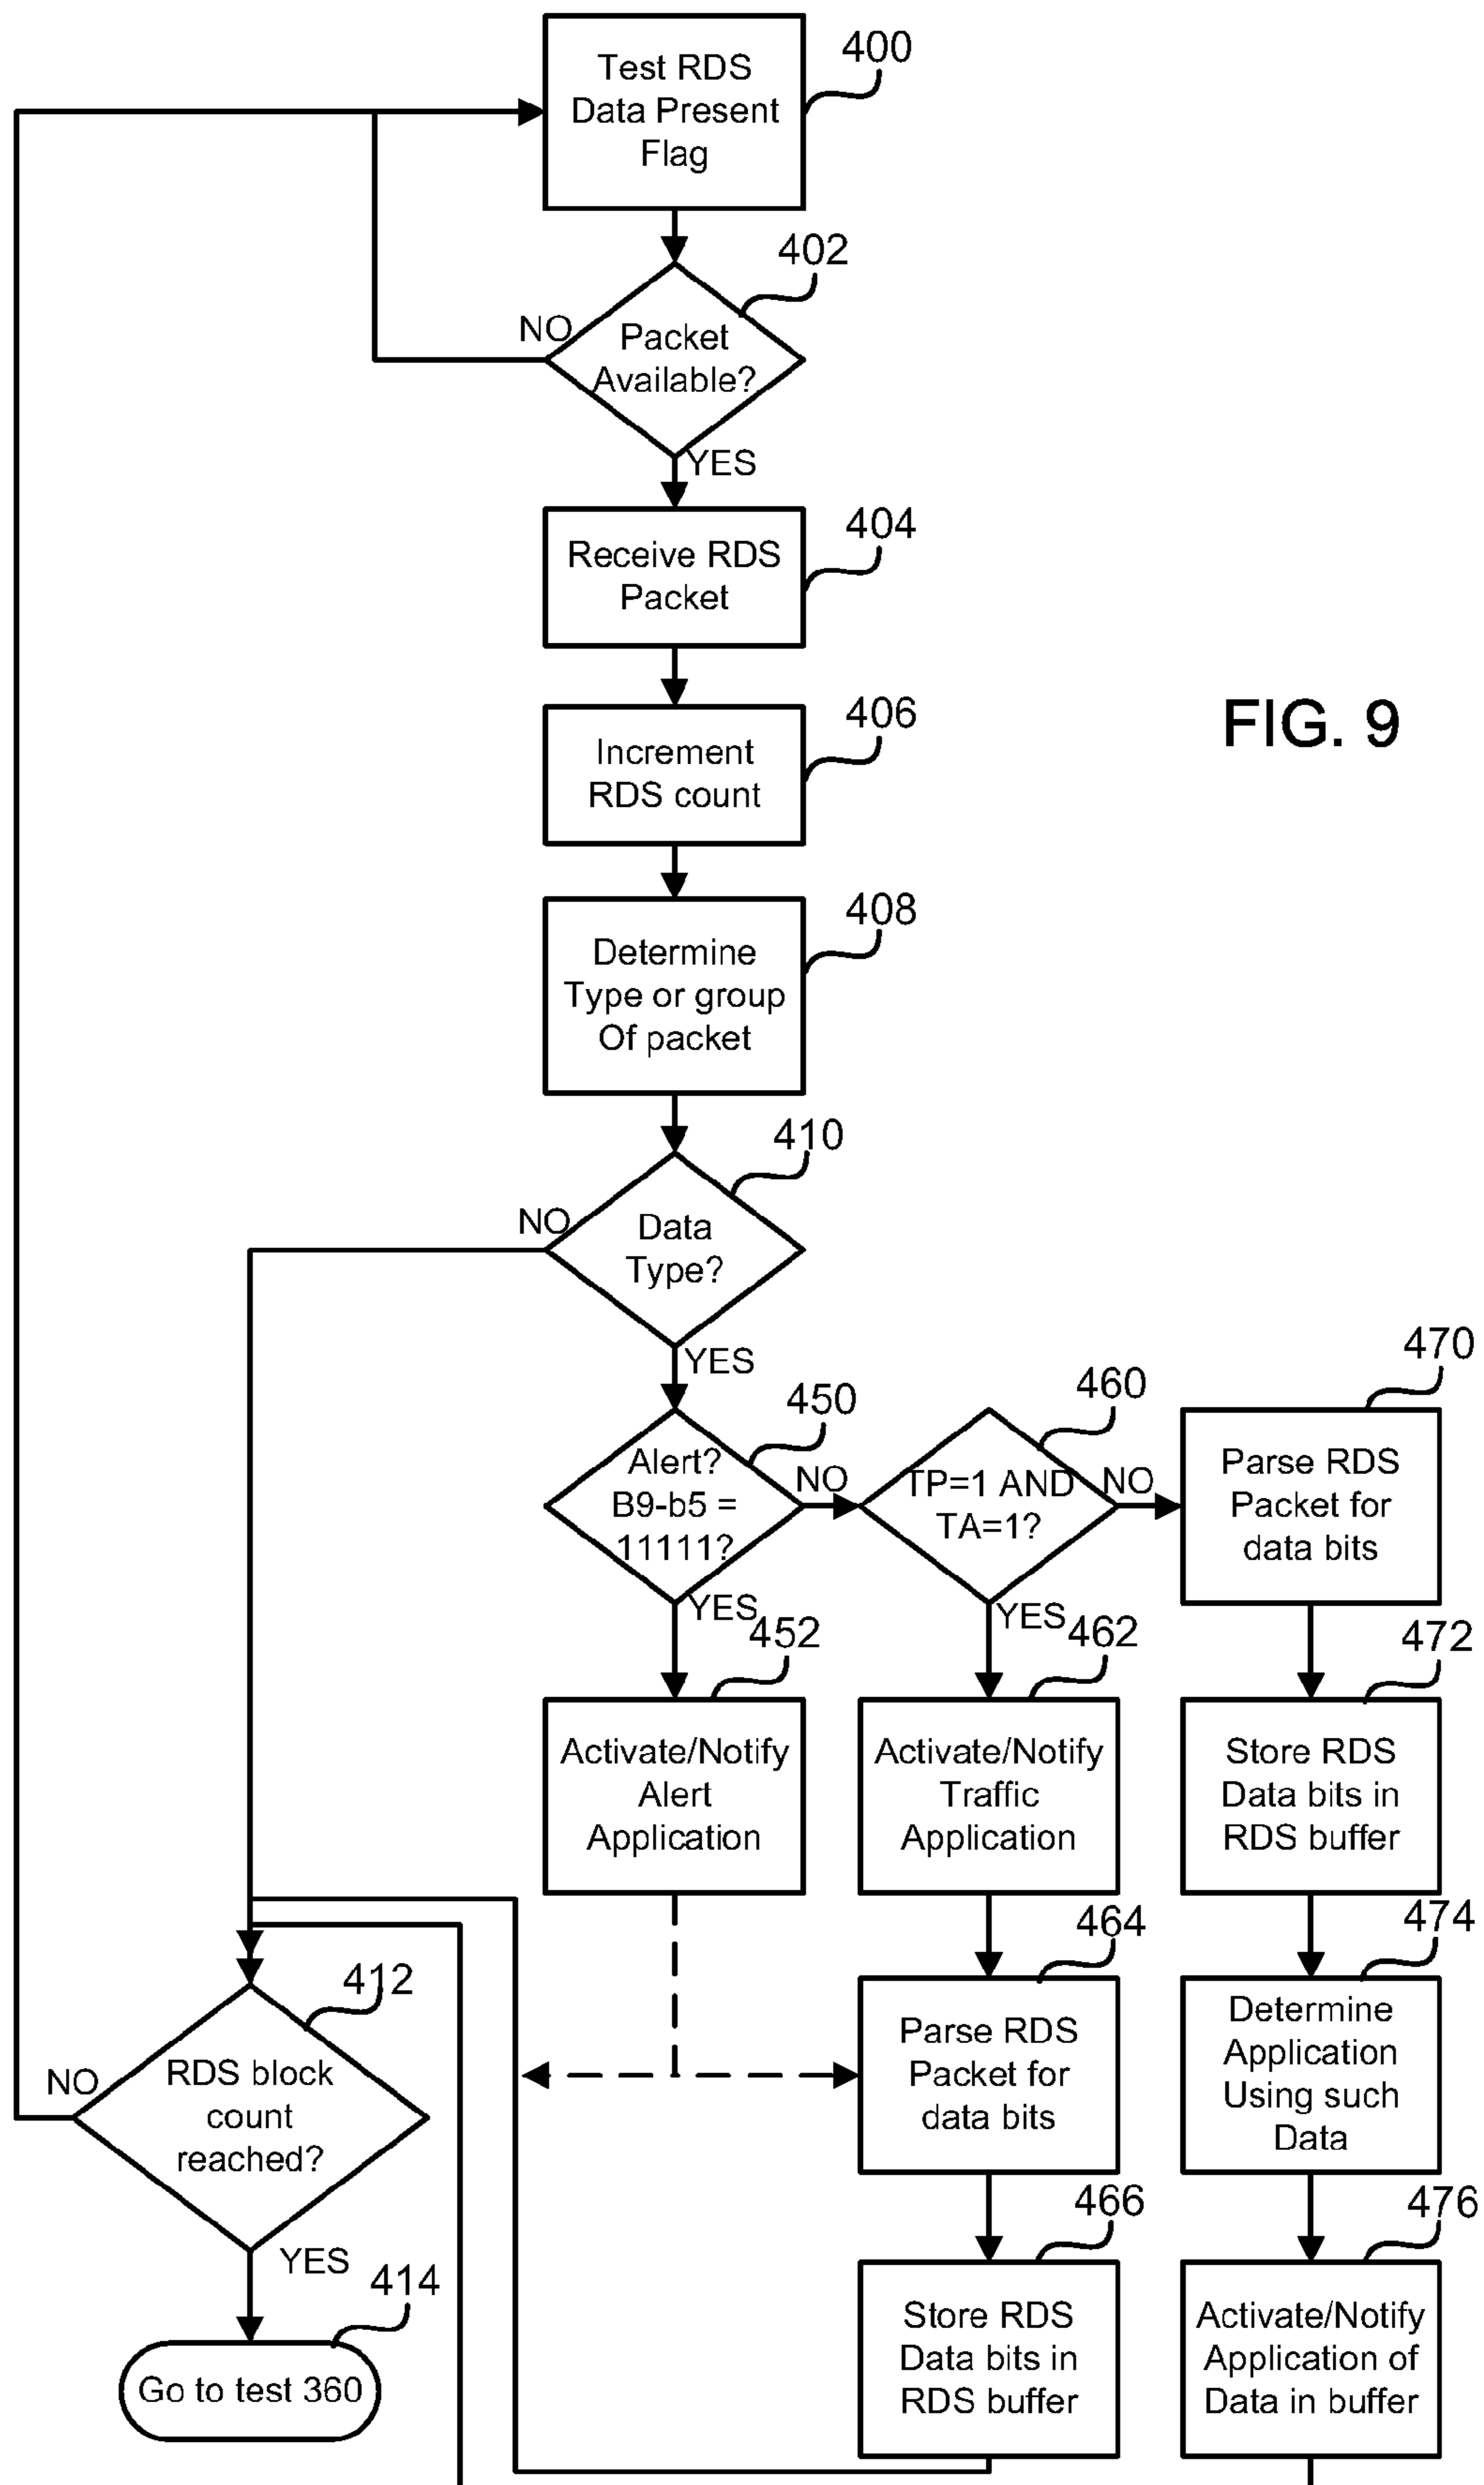 Test RDS
Data Present
Flag
400
402
NO
Packet
Available?
YES
Receive RDS
Packet
404
Increment
RDS count
406
FIG. 9
Determine
Type or group
Of packet
408
410
NO
Data
Type?
YES
450
Alert?
B9-b5 =
11111?
NO
YES
460
TP=1 AND
TA=1?
NO
YES
470
Parse RDS
Packet for
data bits
452
Activate/Notify
Alert
Application
462
Activate/Notify
Traffic
Application
472
Store RDS
Data bits in
RDS buffer
464
Parse RDS
Packet for
data bits
474
Determine
Application
Using such
Data
412
NO
RDS block
count
reached?
YES
414
Go to test 360
466
Store RDS
Data bits in
RDS buffer
476
Activate/Notify
Application of
Data in buffer